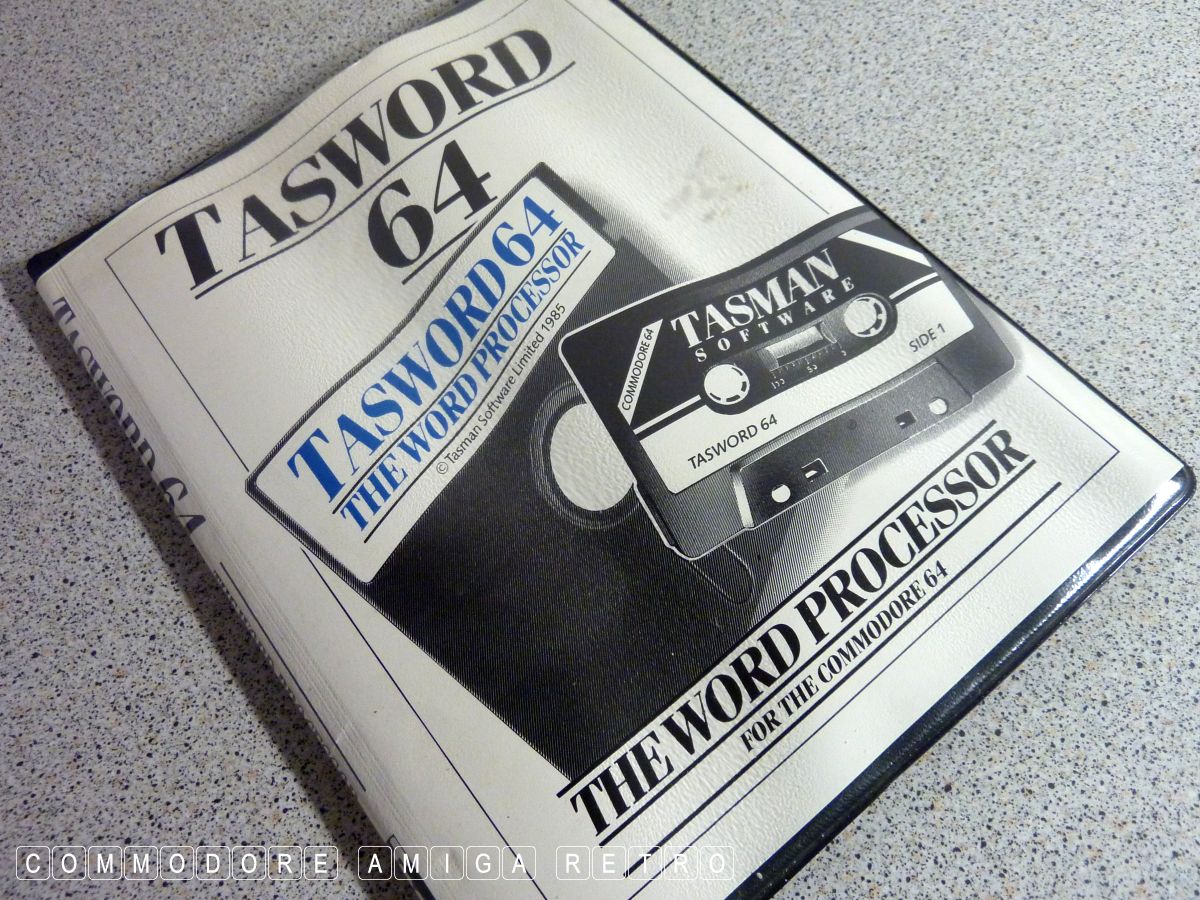 TASWORD
64
TASWORD 64
THE WORD PROCESSOR
© Tasman Software Limited 1985
COMMODORE 64
TASMAN
SOFTWARE
SIDE 1
TASWORD 64
THE WORD PROCESSOR
FOR THE COMMODORE 64
TASWORD 64
COMMODORE AMIGA RETRO